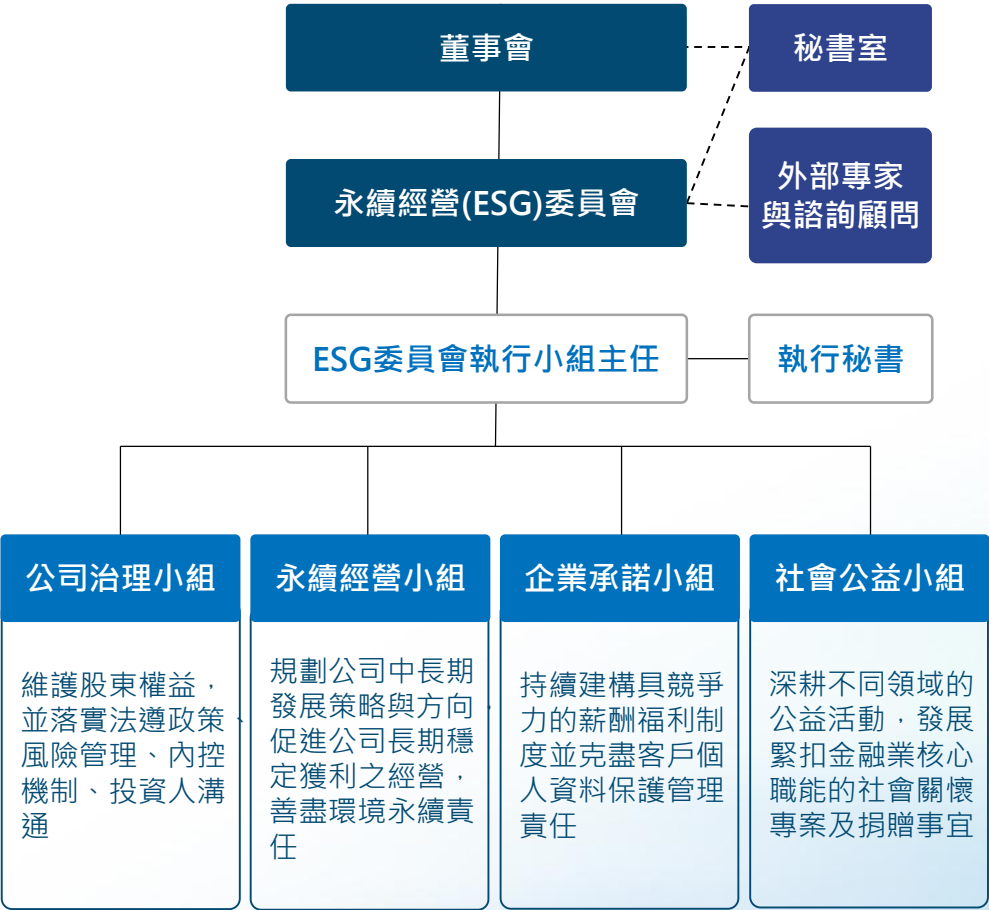 董事會
秘書室
永續經營(ESG)委員會
外部專家
與諮詢顧問
ESG委員會執行小組主任
執行秘書
公司治理小組
維護股東權益，
並落實法遵政策、
風險管理、內控
機制、投資人溝
通
永續經營小組
規劃公司中長期
發展策略與方向，
促進公司長期穩
定獲利之經營，
善盡環境永續責
任
企業承諾小組
持續建構具競爭
力的薪酬福利制
度並克盡客戶個
人資料保護管理
責任
社會公益小組
深耕不同領域的
公益活動，發展
緊扣金融業核心
職能的社會關懷
專案及捐贈事宜